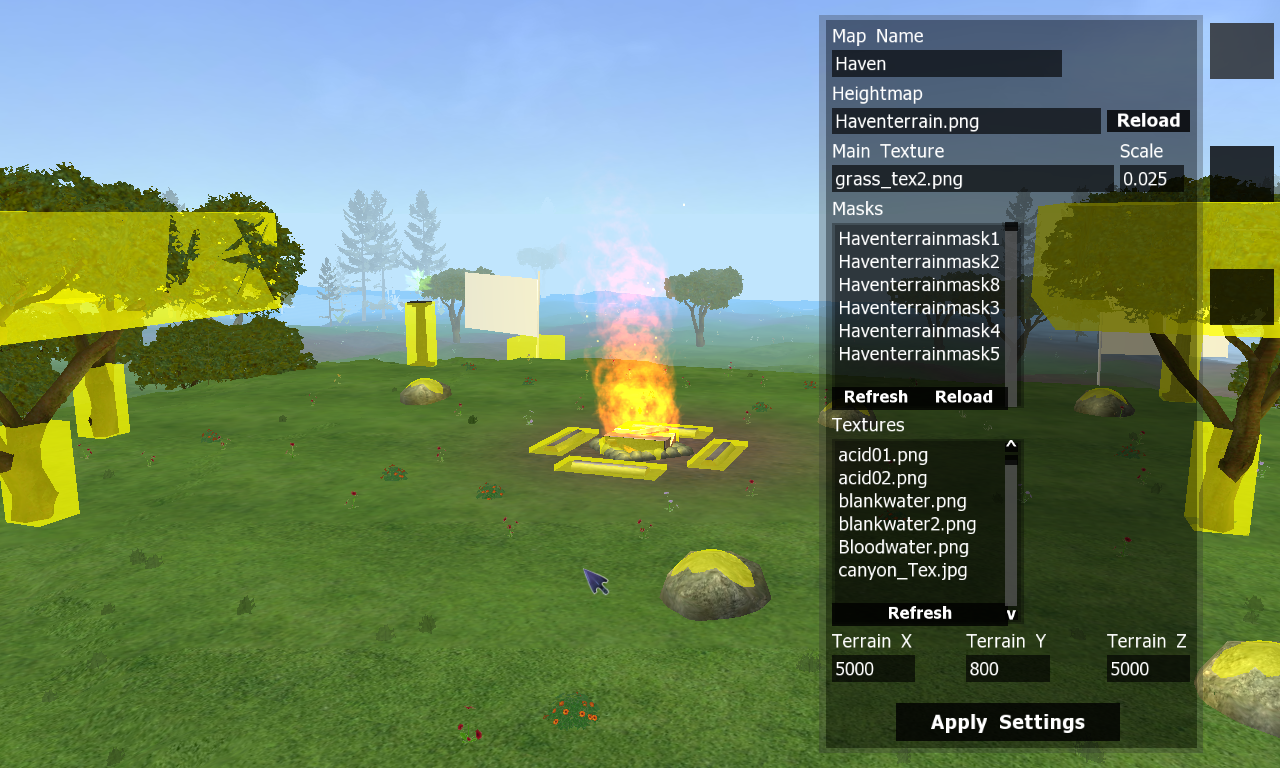 Map Name
Haven
Heightmap
Haventerrain.png Reload
Main Texture Scale
grass_tex2.png 0.025
Masks
Haventerrainmask1
Haventerrainmask2
Haventerrainmask8
Haventerrainmask3
Haventerrainmask4
Haventerrainmask5
Refresh Reload
Textures
^
acid01.png
acid02.png
blankwater.png
blankwater2.png
Bloodwater.png
canyon_Tex.jpg
Refresh v
Terrain X Terrain Y Terrain Z
5000 800 5000
Apply Settings